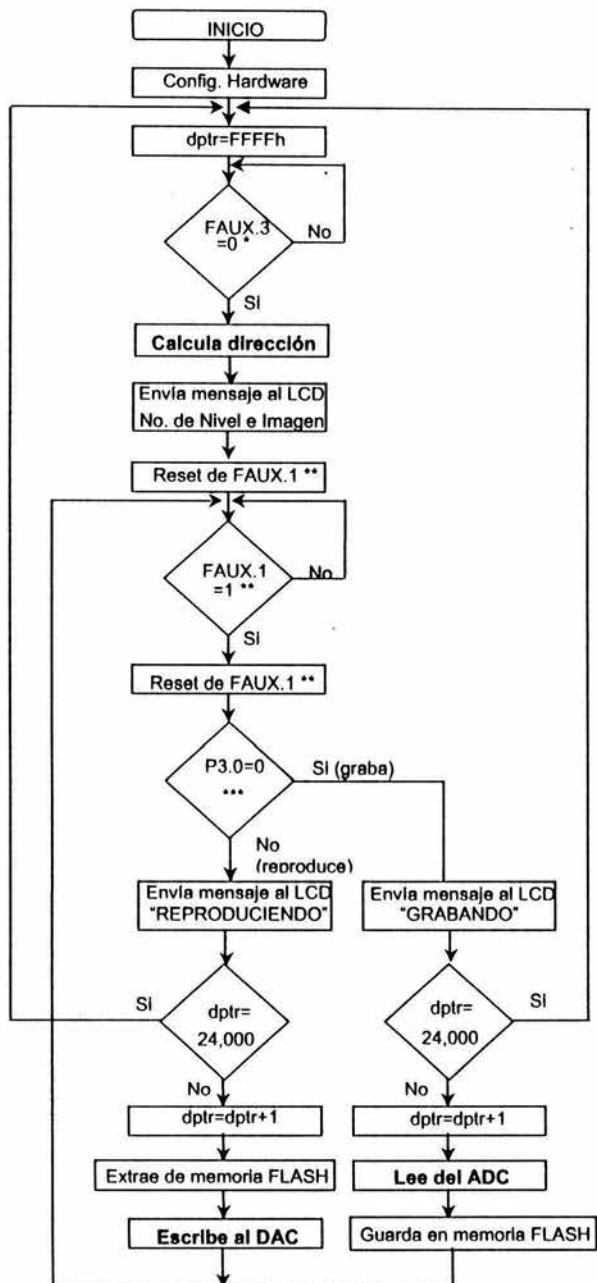 INICIO
Config. Hardware
dptr=FFFFh
FAUX.3
=0 *
No
SI
Calcula dirección
Envía mensaje al LCD
No. de Nivel e Imagen
Reset de FAUX.1 **
FAUX.1
=1 **
No
SI
Reset de FAUX.1 **
P3.0=0
***
SI (graba)
No
(reproduce)
Envía mensaje al LCD
"REPRODUCIENDO"
Envía mensaje al LCD
"GRABANDO"
SI
dptr=
24,000
dptr=
24,000
SI
No
No
dptr=dptr+1
dptr=dptr+1
Extrae de memoria FLASH
Lee del ADC
Escribe al DAC
Guarda en memoria FLASH